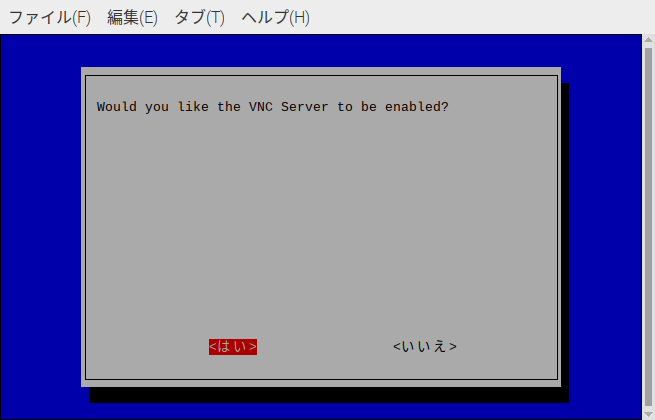 ファイル(F) 編集(E) タブ(T) ヘルプ(H)
Would you like the VNC Server to be enabled?
<はい> <いいえ>